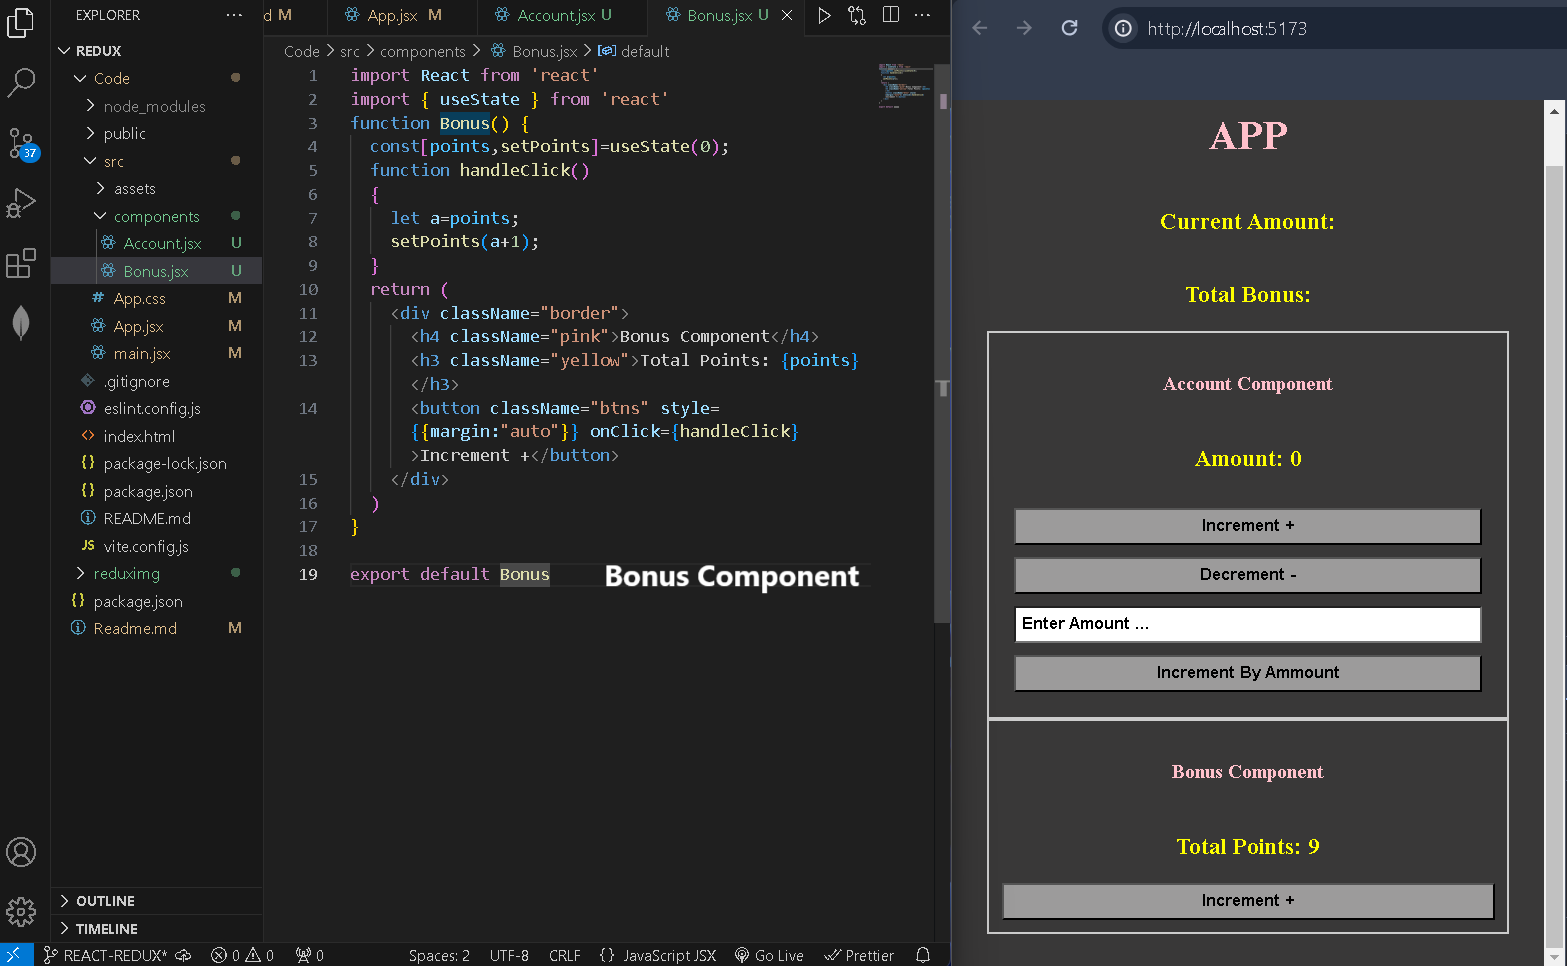 EXPLORER
REDUX
Code
node_modules
public
src
assets
components
Account.jsx U
Bonus.jsx U
# App.css M
App.jsx M
main.jsx M
.gitignore
eslint.config.js
<> index.html
{} package-lock.json
{} package.json
README.md
JS vite.config.js
reduximg
{} package.json
Readme.md M
OUTLINE
TIMELINE
37
d M
App.jsx M
Account.jsx U
Bonus.jsx U
Code > src > components > Bonus.jsx > default
1 import React from 'react'
2 import { useState } from 'react'
3 function Bonus() {
4 const[points,setPoints]=useState(0);
5 function handleClick()
6 {
7 let a=points;
8 setPoints(a+1);
9 }
10 return (
11 <div className="border">
12 <h4 className="pink">Bonus Component</h4>
13 <h3 className="yellow">Total Points: {points}
</h3>
14 <button className="btns" style=
{{margin:"auto"}} onClick={handleClick}
>Increment +</button>
15 </div>
16 )
17 }
18
19 export default Bonus
Bonus Component
REACT-REDUX* 0 0 0 Spaces: 2 UTF-8 CRLF {} JavaScript JSX Go Live Prettier
http://localhost:5173
APP
Current Amount:
Total Bonus:
Account Component
Amount: 0
Increment +
Decrement -
Enter Amount ...
Increment By Ammount
Bonus Component
Total Points: 9
Increment +